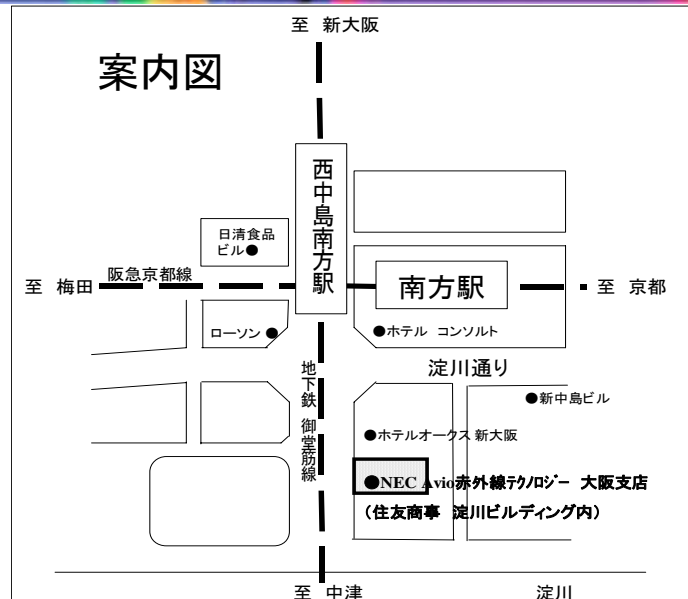 至 新大阪
案内図
西中島南方駅
日清食品
ビル●
阪急京都線
至 梅田
南方駅
至 京都
ローソン ●
●ホテル コンソルト
地下鉄 御堂筋線
淀川通り
●新中島ビル
●ホテルオークス 新大阪
●NEC Avio赤外線ﾃｸﾉﾛｼﾞｰ 大阪支店
（住友商事 淀川ビルディング内）
至 中津
淀川